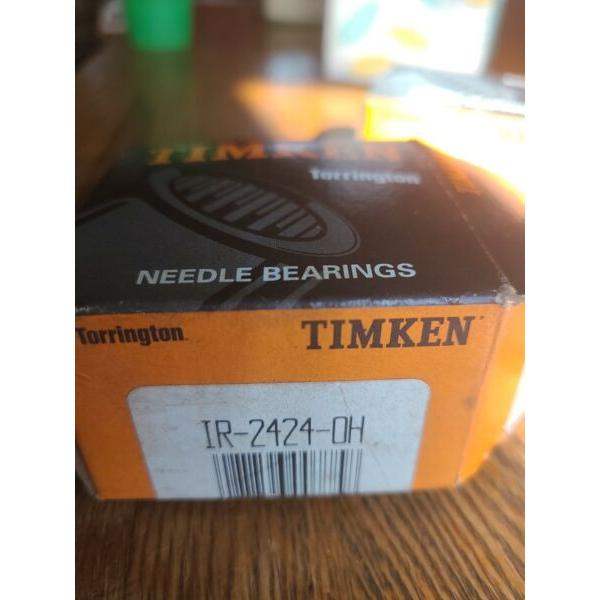 TIMKEN
Torrington
NEEDLE BEARINGS
Torrington
TIMKEN
IR-2424-OH